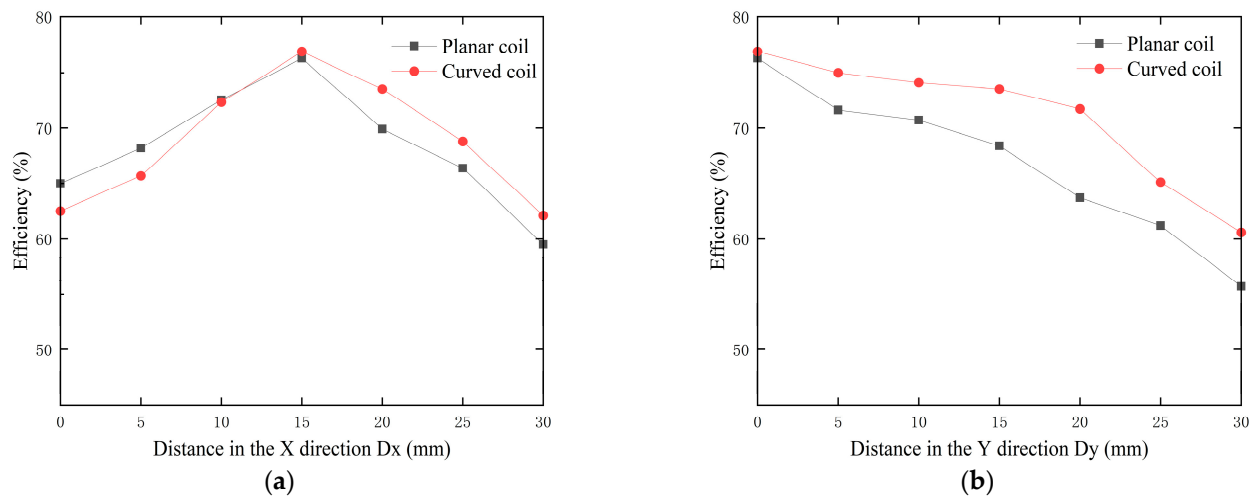 80
70
60
50
Efficiency (%)
Planar coil
Curved coil
0 5 10 15 20 25 30
Distance in the X direction Dx (mm)
(a)
80
70
60
50
Efficiency (%)
Planar coil
Curved coil
0 5 10 15 20 25 30
Distance in the Y direction Dy (mm)
(b)